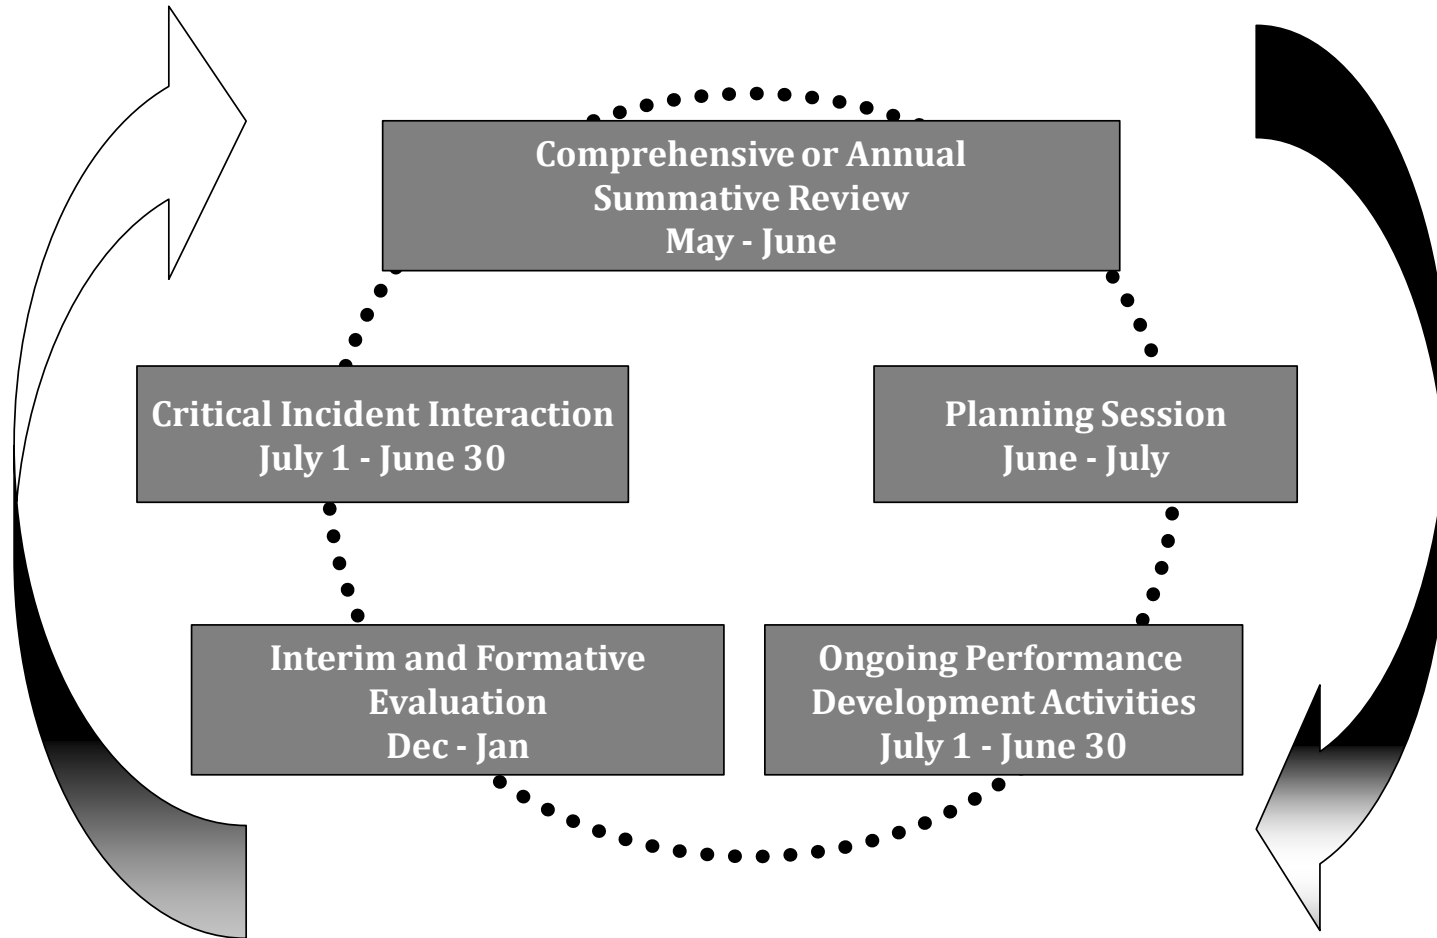 Comprehensive or Annual
Summative Review
May - June
Critical Incident Interaction
July 1 - June 30
Planning Session
June - July
Interim and Formative
Evaluation
Dec - Jan
Ongoing Performance
Development Activities
July 1 - June 30